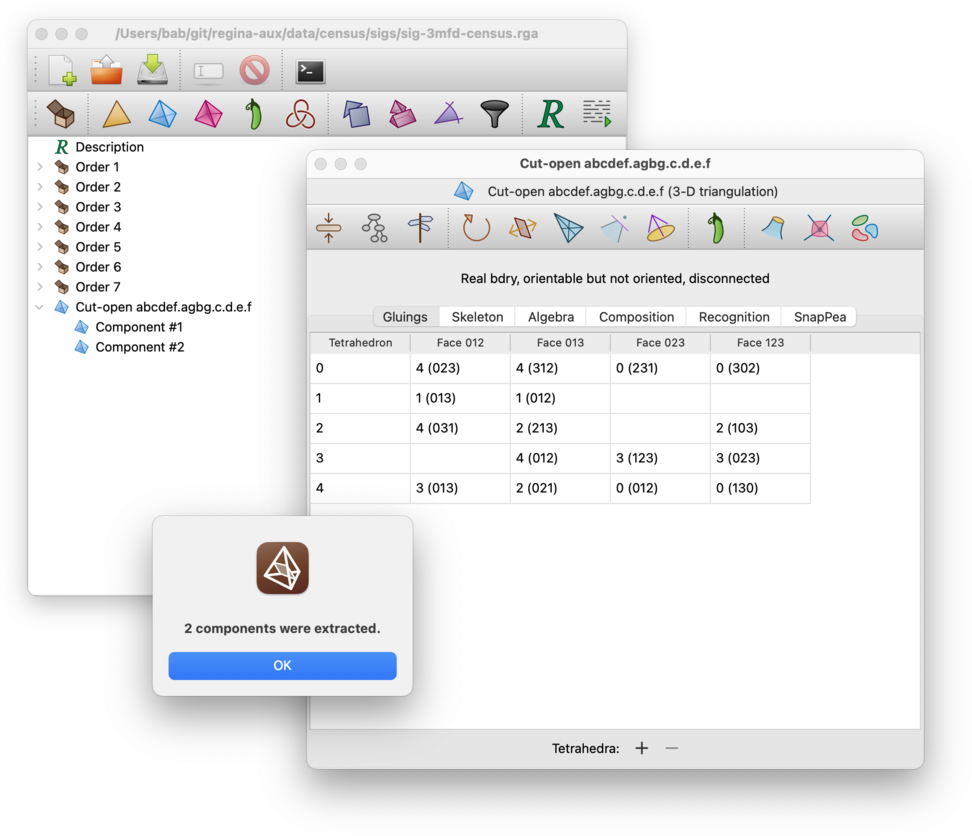 /Users/bab/git/regina-aux/data/census/sigs/sig-3mfd-census.rga
R Description
Order 1
Order 2
Order 3
Order 4
Order 5
Order 6
Order 7
Cut-open abcdef.agbg.c.d.e.f
Component #1
Component #2
Cut-open abcdef.agbg.c.d.e.f
Cut-open abcdef.agbg.c.d.e.f (3-D triangulation)
Real bdry, orientable but not oriented, disconnected
Gluings Skeleton Algebra Composition Recognition SnapPea
Tetrahedron Face 012 Face 013 Face 023 Face 123
0 4 (023) 4 (312) 0 (231) 0 (302)
1 1 (013) 1 (012)
2 4 (031) 2 (213) 2 (103)
3 4 (012) 3 (123) 3 (023)
4 3 (013) 2 (021) 0 (012) 0 (130)
Tetrahedra: + −
2 components were extracted.
OK